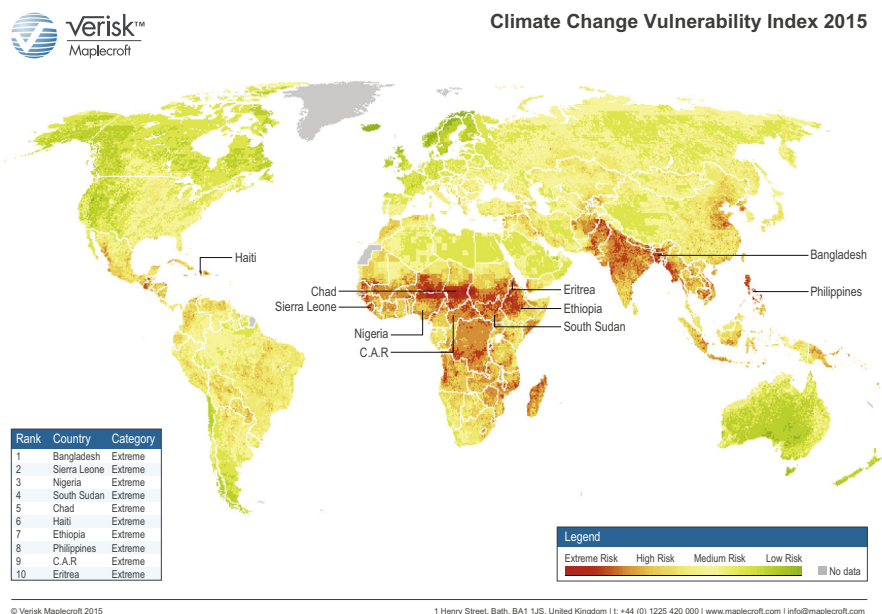 verisk™
Maplecroft
Climate Change Vulnerability Index 2015
Haiti
Chad
Sierra Leone
Nigeria
C.A.R
Eritrea
Ethiopia
South Sudan
Bangladesh
Philippines
Rank Country Category
1 Bangladesh Extreme
2 Sierra Leone Extreme
3 Nigeria Extreme
4 South Sudan Extreme
5 Chad Extreme
6 Haiti Extreme
7 Ethiopia Extreme
8 Philippines Extreme
9 C.A.R Extreme
10 Eritrea Extreme
Legend
Extreme Risk High Risk Medium Risk Low Risk
No data
© Verisk Maplecroft 2015
1 Henry Street, Bath, BA1 1JS, United Kingdom | t: +44 (0) 1225 420 000 | www.maplecroft.com | info@maplecroft.com